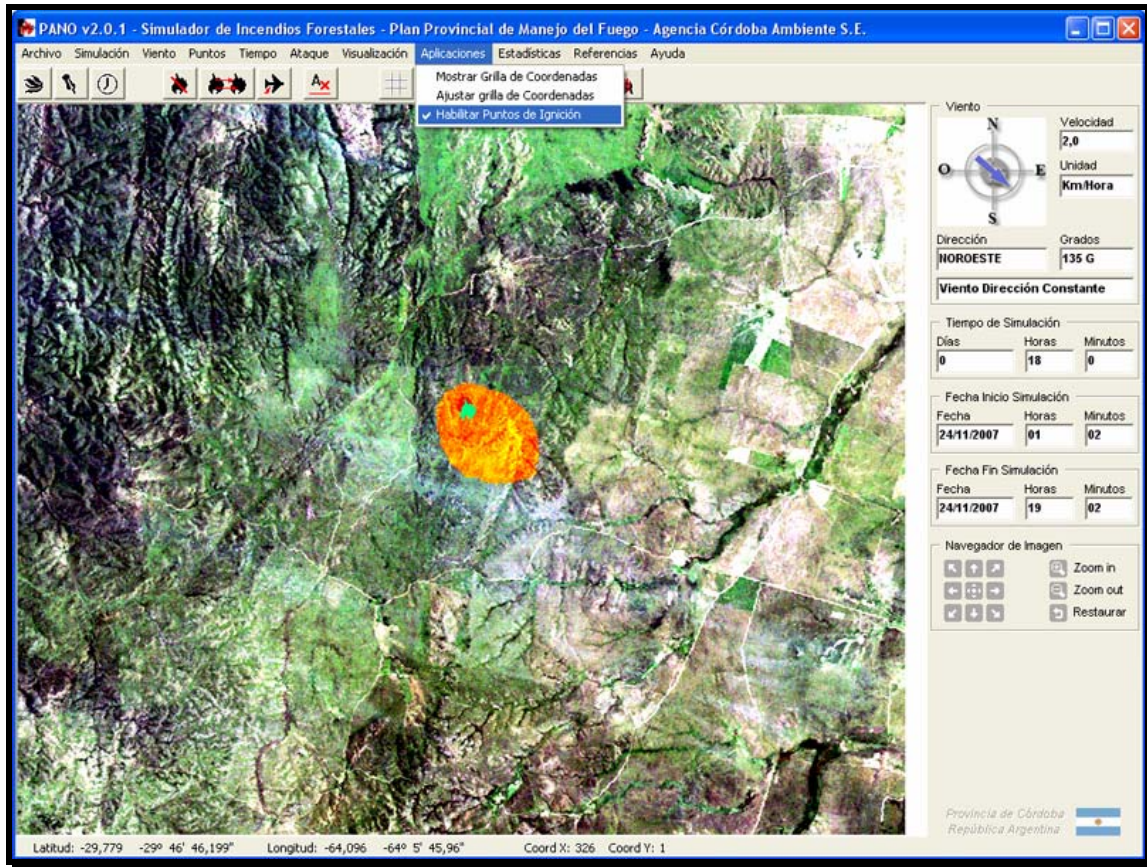 PANO v2.0.1 - Simulador de Incendios Forestales - Plan Provincial de Manejo del Fuego - Agencia Córdoba Ambiente S.E.
Archivo Simulación Viento Puntos Tiempo Ataque Visualización Aplicaciones Estadísticas Referencias Ayuda
Mostrar Grilla de Coordenadas
Ajustar grilla de Coordenadas
Habilitar Puntos de Ignición
A
Viento
N
O E
S
Velocidad
2,0
Unidad
Km/Hora
Dirección Grados
NOROESTE 135 G
Viento Dirección Constante
Tiempo de Simulación
Días Horas Minutos
0 18 0
Fecha Inicio Simulación
Fecha Horas Minutos
24/11/2007 01 02
Fecha Fin Simulación
Fecha Horas Minutos
24/11/2007 19 02
Navegador de Imagen
Zoom in
Zoom out
Restaurar
Provincia de Córdoba
República Argentina
Latitud: -29,779 -29º 46' 46,199" Longitud: -64,096 -64º 5' 45,96" Coord X: 326 Coord Y: 1